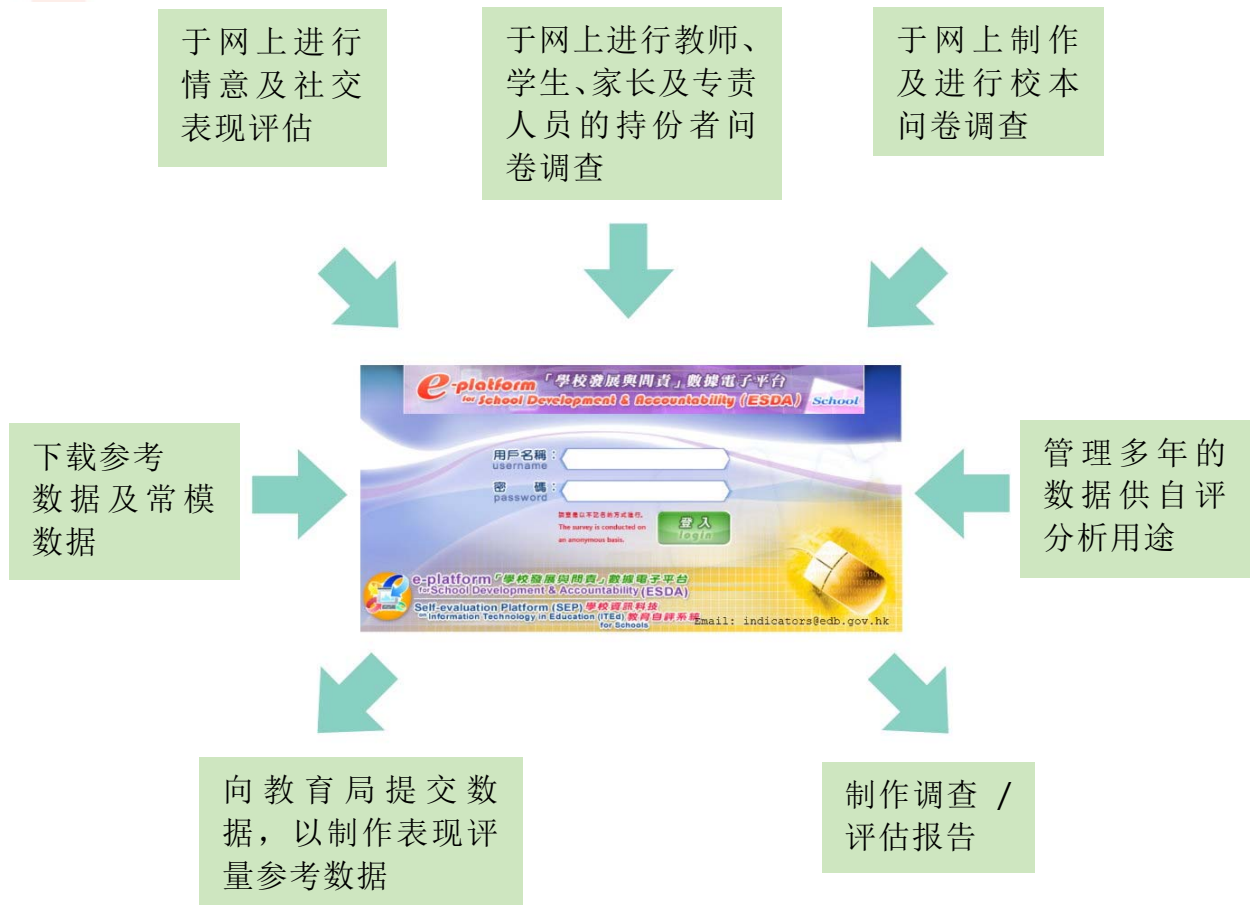 于网上进行
情意及社交
表现评估
于网上进行教师、
学生、家长及专责
人员的持份者问
卷调查
于网上制作
及进行校本
问卷调查
e-platform「學校發展與問責」數據電子平台
for School Development & Accountability (ESDA)
School
下载参考
数据及常模
数据
用戶名稱：
username
密 碼：
password
調查是以不記名的方式進行。
The survey is conducted on
an anonymous basis.
登入
login
管理多年的
数据供自评
分析用途
e-platform「學校發展與問責」數據電子平台
for School Development & Accountability (ESDA)
Self-evaluation Platform (SEP) 學校資訊科技
on Information Technology in Education (ITEd) 教育自評系統
for Schools
Email: indicators@edb.gov.hk
向教育局提交数
据，以制作表现评
量参考数据
制作调查 /
评估报告